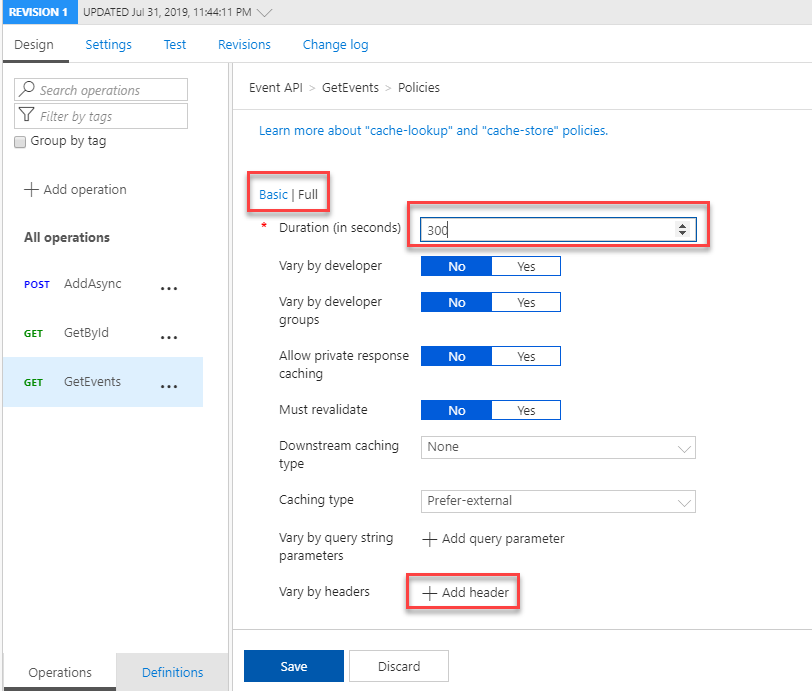 REVISION 1 UPDATED Jul 31, 2019, 11:44:11 PM
Design Settings Test Revisions Change log
Search operations
Filter by tags
Group by tag
Add operation
All operations
POST AddAsync ...
GET GetById ...
GET GetEvents ...
Operations Definitions
Event API > GetEvents > Policies
Learn more about "cache-lookup" and "cache-store" policies.
Basic | Full
* Duration (in seconds) 300
Vary by developer No Yes
Vary by developer
groups No Yes
Allow private response
caching No Yes
Must revalidate No Yes
Downstream caching
type None
Caching type Prefer-external
Vary by query string
parameters Add query parameter
Vary by headers Add header
Save Discard